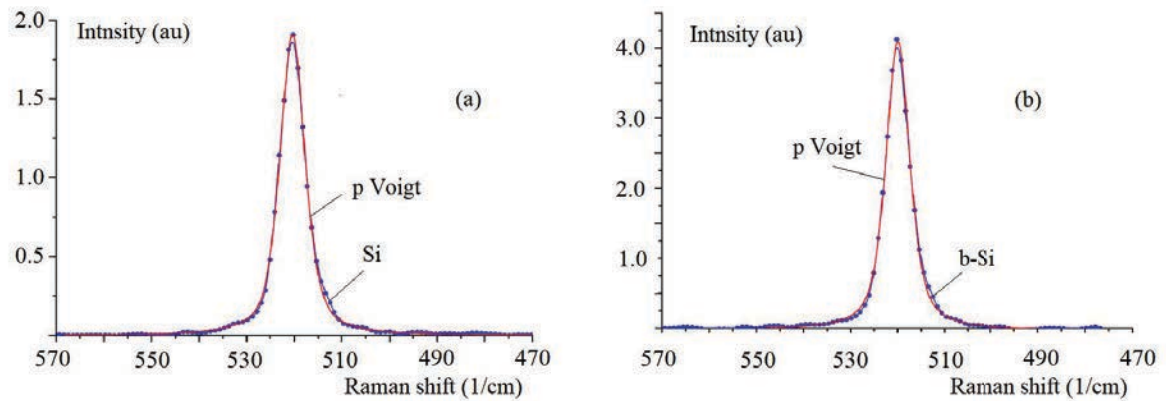 2.0
Intnsity (au)
(a)
1.5
1.0
p Voigt
0.5
Si
570 550 530 510 490 470
Raman shift (1/cm)
4.0
Intnsity (au)
(b)
3.0
p Voigt
2.0
1.0
b-Si
570 550 530 510 490 470
Raman shift (1/cm)